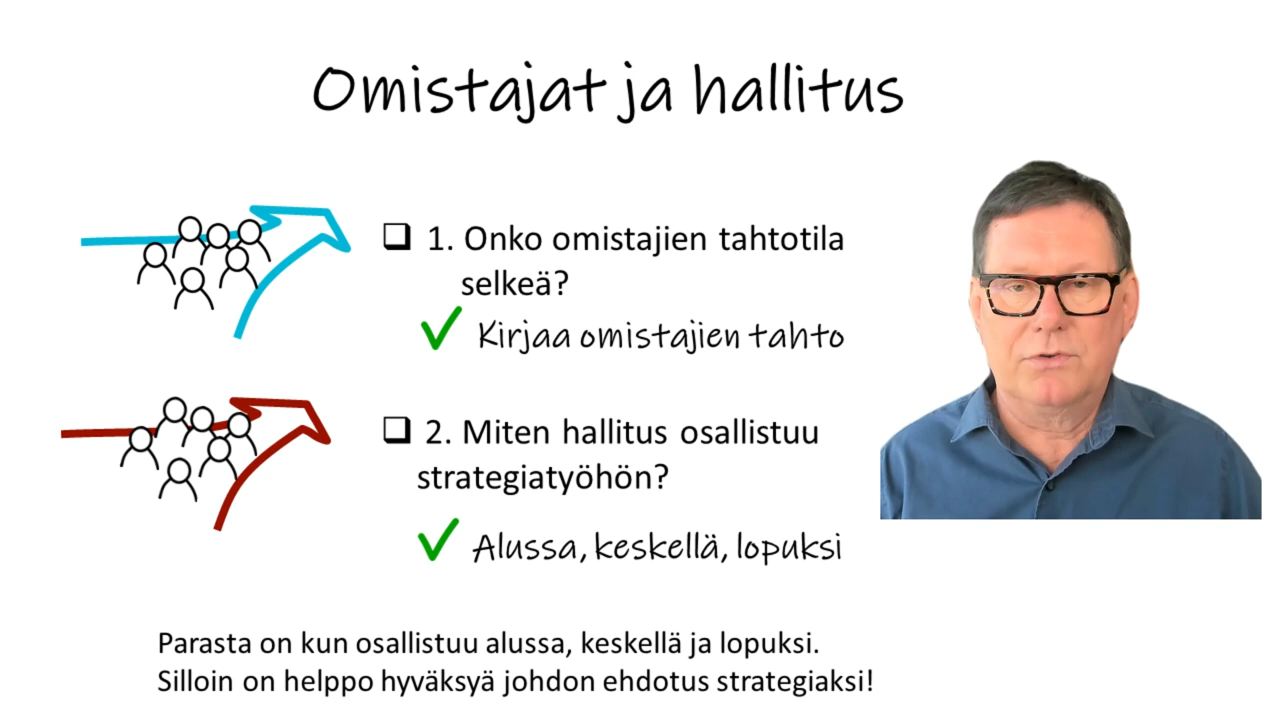 Omistajat ja hallitus
1. Onko omistajien tahtotila
selkeä?
Kirjaa omistajien tahto
2. Miten hallitus osallistuu
strategiatyöhön?
Alussa, keskellä, lopuksi
Parasta on kun osallistuu alussa, keskellä ja lopuksi.
Silloin on helppo hyväksyä johdon ehdotus strategiaksi!